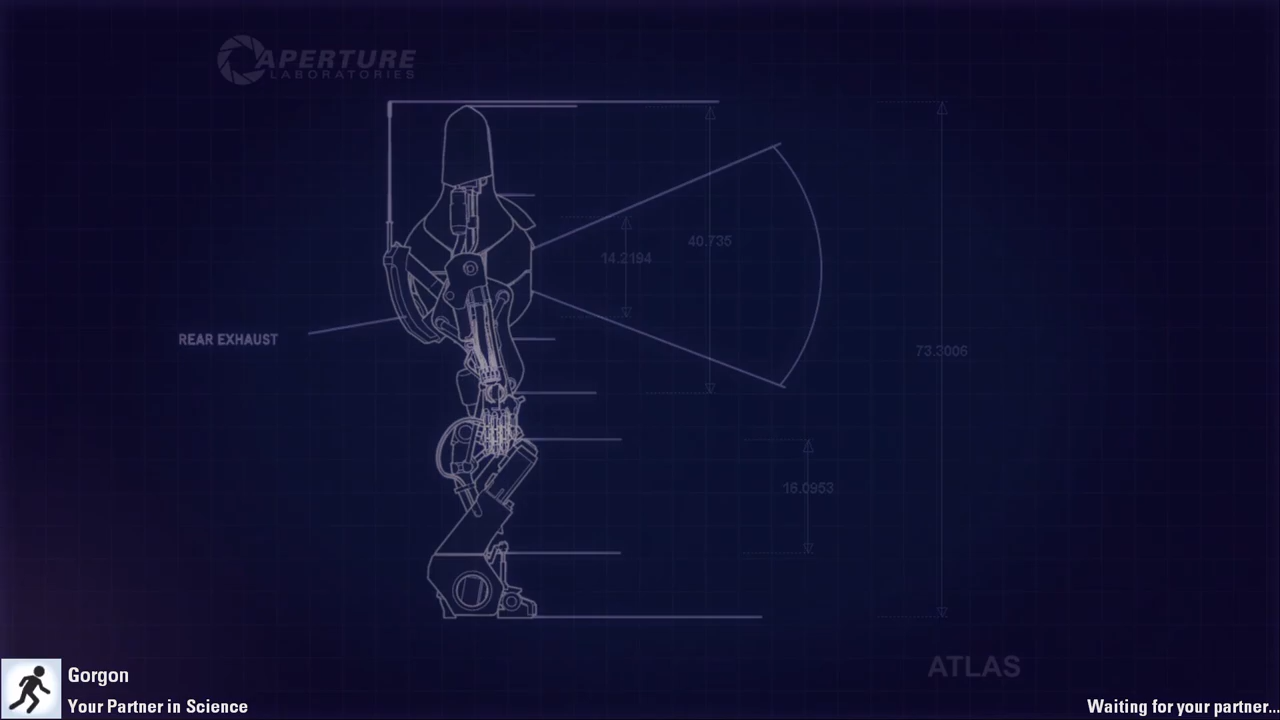 APERTURE
LABORATORIES
40.735
14.2194
REAR EXHAUST
73.3006
16.0953
ATLAS
Gorgon
Your Partner in Science
Waiting for your partner...